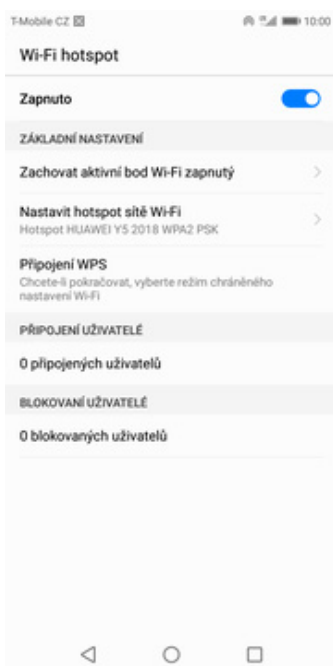 T-Mobile CZ
10:00
Wi-Fi hotspot
Zapnuto
ZÁKLADNÍ NASTAVENÍ
Zachovat aktivní bod Wi-Fi zapnutý
Nastavit hotspot sítě Wi-Fi
Hotspot HUAWEI Y5 2018 WPA2 PSK
Připojení WPS
Chcete-li pokračovat, vyberte režim chráněného
nastavení Wi-Fi
PŘIPOJENÍ UŽIVATELÉ
0 připojených uživatelů
BLOKOVANÍ UŽIVATELÉ
0 blokovaných uživatelů